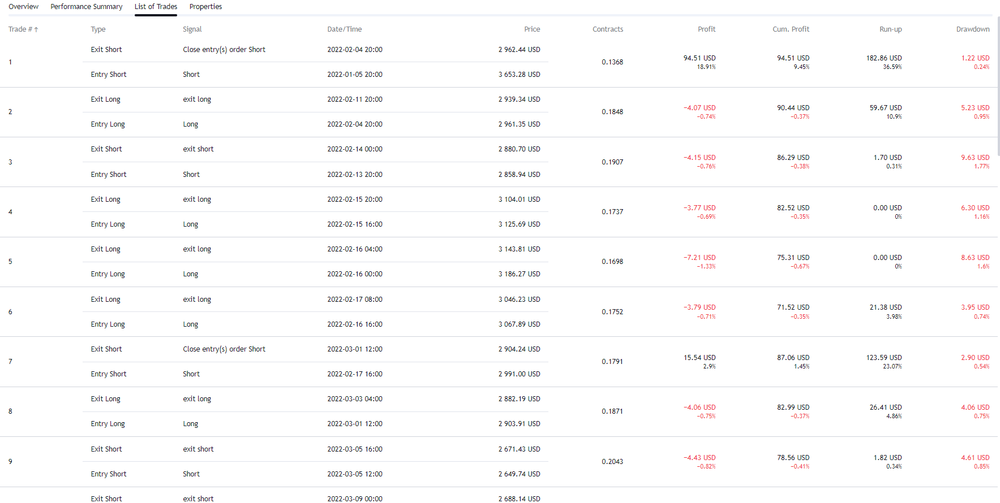 Overview Performance Summary List of Trades Properties
Trade # ↑ Type Signal Date/Time Price Contracts Profit Cum. Profit Run-up Drawdown
Exit Short Close entry(s) order Short 2022-02-04 20:00 2 962.44 USD
1 0.1368 94.51 USD 94.51 USD 182.86 USD 1.22 USD
18.91% 9.45% 36.59% 0.24%
Entry Short Short 2022-01-05 20:00 3 653.28 USD
Exit Long exit long 2022-02-11 20:00 2 939.34 USD
2 0.1848 −4.07 USD 90.44 USD 59.67 USD 5.23 USD
−0.74% −0.37% 10.9% 0.95%
Entry Long Long 2022-02-04 20:00 2 961.35 USD
Exit Short exit short 2022-02-14 00:00 2 880.70 USD
3 0.1907 −4.15 USD 86.29 USD 1.70 USD 9.63 USD
−0.76% −0.38% 0.31% 1.77%
Entry Short Short 2022-02-13 20:00 2 858.94 USD
Exit Long exit long 2022-02-15 20:00 3 104.01 USD
4 0.1737 −3.77 USD 82.52 USD 0.00 USD 6.30 USD
−0.69% −0.35% 0% 1.16%
Entry Long Long 2022-02-15 16:00 3 125.69 USD
Exit Long exit long 2022-02-16 04:00 3 143.81 USD
5 0.1698 −7.21 USD 75.31 USD 0.00 USD 8.63 USD
−1.33% −0.67% 0% 1.6%
Entry Long Long 2022-02-16 00:00 3 186.27 USD
Exit Long exit long 2022-02-17 08:00 3 046.23 USD
6 0.1752 −3.79 USD 71.52 USD 21.38 USD 3.95 USD
−0.71% −0.35% 3.98% 0.74%
Entry Long Long 2022-02-16 16:00 3 067.89 USD
Exit Short Close entry(s) order Short 2022-03-01 12:00 2 904.24 USD
7 0.1791 15.54 USD 87.06 USD 123.59 USD 2.90 USD
2.9% 1.45% 23.07% 0.54%
Entry Short Short 2022-02-17 16:00 2 991.00 USD
Exit Long exit long 2022-03-03 04:00 2 882.19 USD
8 0.1871 −4.06 USD 82.99 USD 26.41 USD 4.06 USD
−0.75% −0.37% 4.86% 0.75%
Entry Long Long 2022-03-01 12:00 2 903.91 USD
Exit Short exit short 2022-03-05 16:00 2 671.43 USD
9 0.2043 −4.43 USD 78.56 USD 1.82 USD 4.61 USD
−0.82% −0.41% 0.34% 0.85%
Entry Short Short 2022-03-05 12:00 2 649.74 USD
Exit Short exit short 2022-03-09 00:00 2 688.14 USD